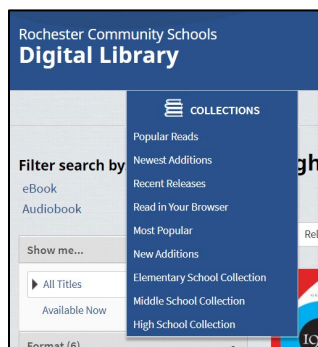 Rochester Community Schools
Digital Library
COLLECTIONS
Popular Reads
Newest Additions
Recent Releases
Read in Your Browser
Most Popular
New Additions
Elementary School Collection
Middle School Collection
High School Collection
Filter search by
eBook
Audiobook
Show me...
All Titles
Available Now
Format (6)